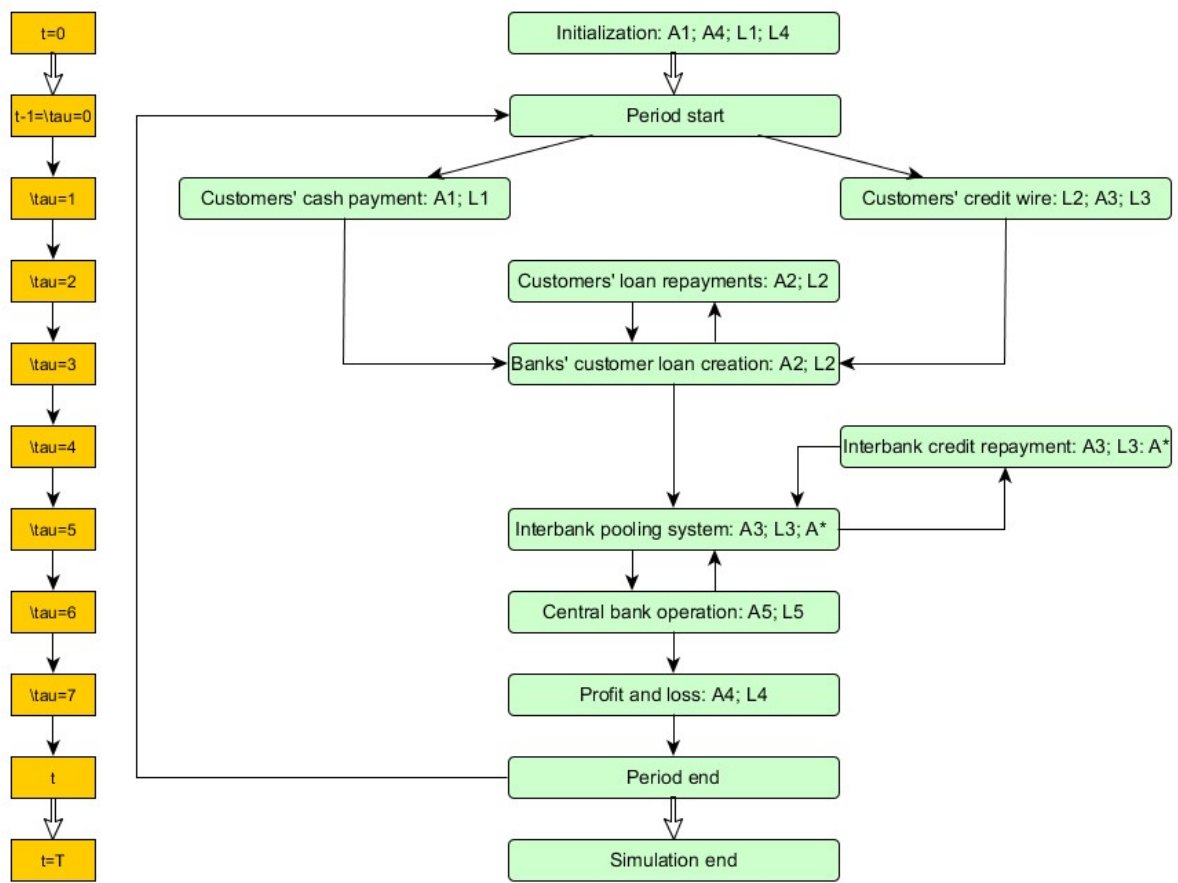 t=0
Initialization: A1; A4; L1; L4
t-1=\tau=0
Period start
\tau=1
Customers' cash payment: A1; L1
Customers' credit wire: L2; A3; L3
\tau=2
Customers' loan repayments: A2; L2
\tau=3
Banks' customer loan creation: A2; L2
\tau=4
Interbank credit repayment: A3; L3: A*
\tau=5
Interbank pooling system: A3; L3; A*
\tau=6
Central bank operation: A5; L5
\tau=7
Profit and loss: A4; L4
t
Period end
t=T
Simulation end